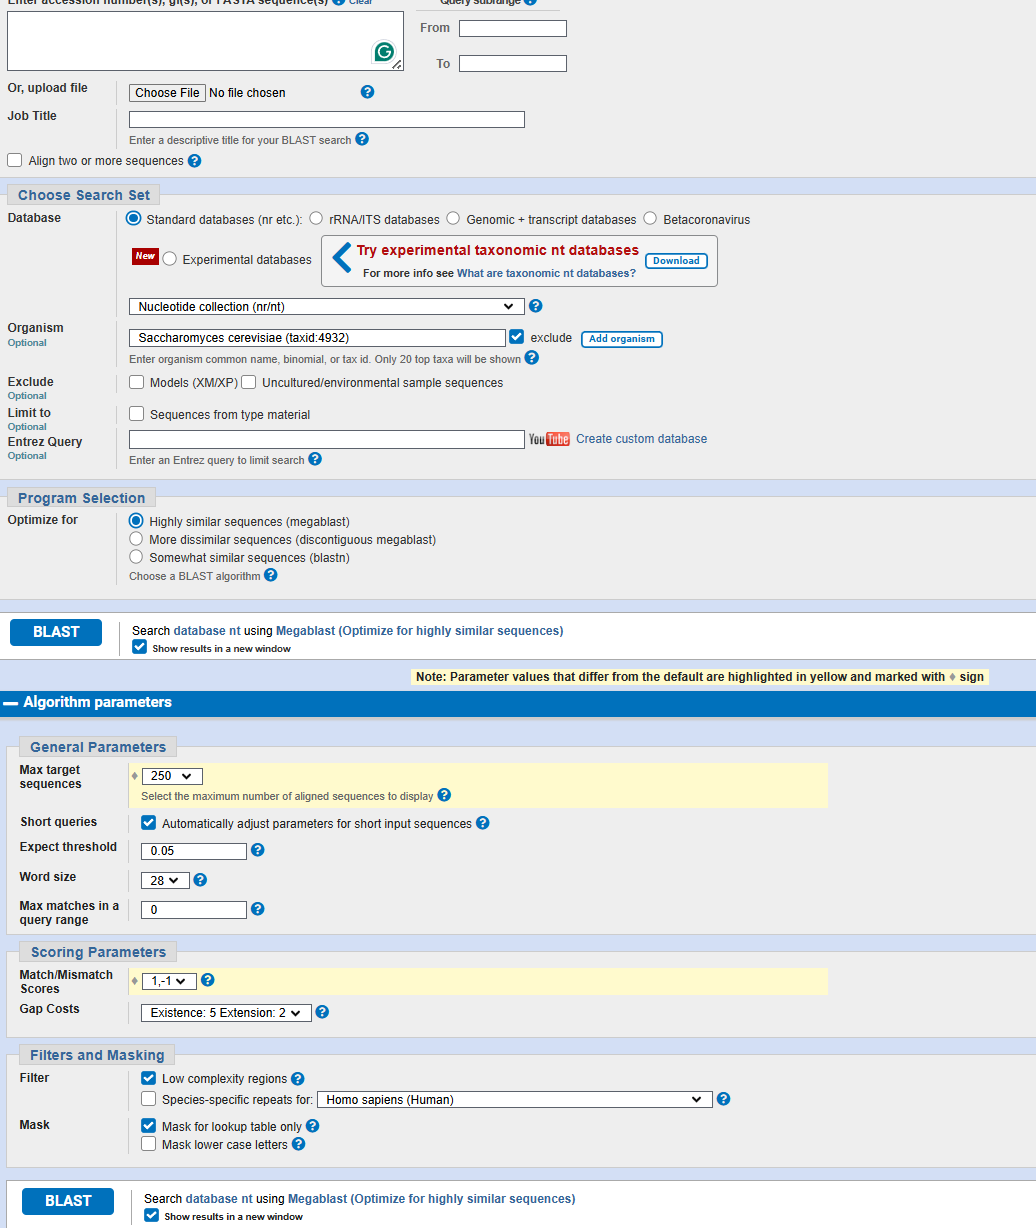 Enter accession number(s), gi(s), or FASTA sequence(s) ? Clear
Query subrange ?
From
To
Or, upload file
Choose File No file chosen ?
Job Title
Enter a descriptive title for your BLAST search ?
Align two or more sequences ?
Choose Search Set
Database
Standard databases (nr etc.): rRNA/ITS databases Genomic + transcript databases Betacoronavirus
New Experimental databases
Try experimental taxonomic nt databases
For more info see What are taxonomic nt databases?
Download
Nucleotide collection (nr/nt) ?
Organism
Optional
Saccharomyces cerevisiae (taxid:4932) exclude Add organism
Enter organism common name, binomial, or tax id. Only 20 top taxa will be shown ?
Exclude
Optional
Models (XM/XP) Uncultured/environmental sample sequences
Limit to
Optional
Sequences from type material
Entrez Query
Optional
YouTube Create custom database
Enter an Entrez query to limit search ?
Program Selection
Optimize for
Highly similar sequences (megablast)
More dissimilar sequences (discontiguous megablast)
Somewhat similar sequences (blastn)
Choose a BLAST algorithm ?
BLAST
Search database nt using Megablast (Optimize for highly similar sequences)
Show results in a new window
Note: Parameter values that differ from the default are highlighted in yellow and marked with ♦ sign
Algorithm parameters
General Parameters
Max target
sequences
♦ 250
Select the maximum number of aligned sequences to display ?
Short queries
Automatically adjust parameters for short input sequences ?
Expect threshold
0.05 ?
Word size
28 ?
Max matches in a
query range
0 ?
Scoring Parameters
Match/Mismatch
Scores
♦ 1,-1 ?
Gap Costs
Existence: 5 Extension: 2 ?
Filters and Masking
Filter
Low complexity regions ?
Species-specific repeats for: Homo sapiens (Human) ?
Mask
Mask for lookup table only ?
Mask lower case letters ?
BLAST
Search database nt using Megablast (Optimize for highly similar sequences)
Show results in a new window